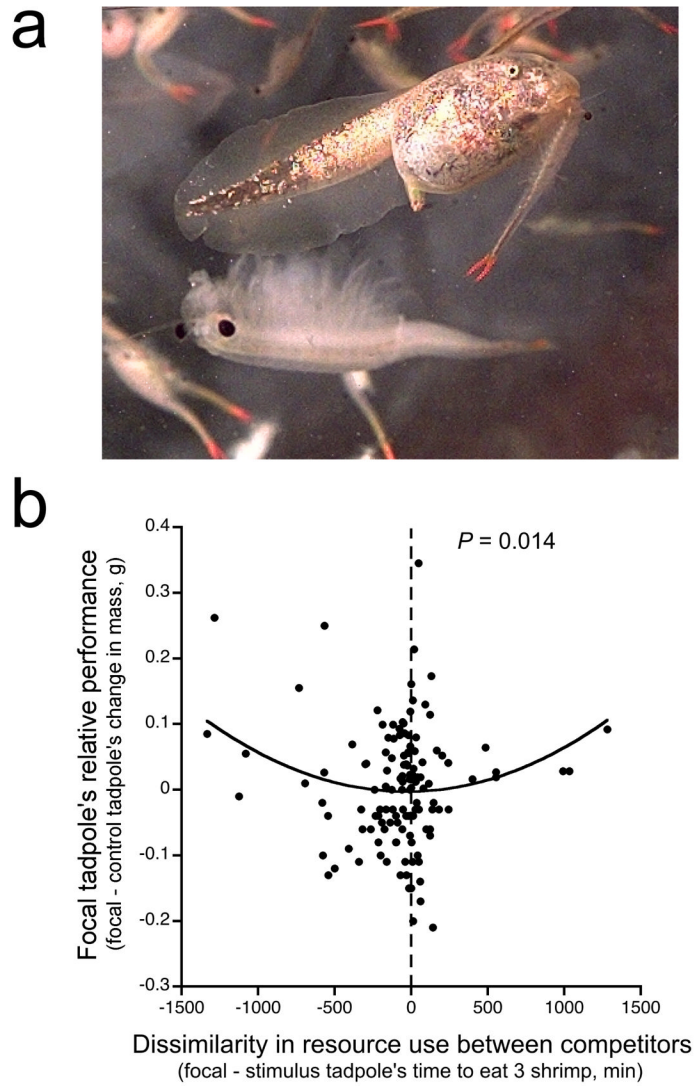 a
b
P = 0.014
Focal tadpole's relative performance
(focal - control tadpole's change in mass, g)
0.4
0.3
0.2
0.1
0
-0.1
-0.2
-0.3
-1500 -1000 -500 0 500 1000 1500
Dissimilarity in resource use between competitors
(focal - stimulus tadpole's time to eat 3 shrimp, min)